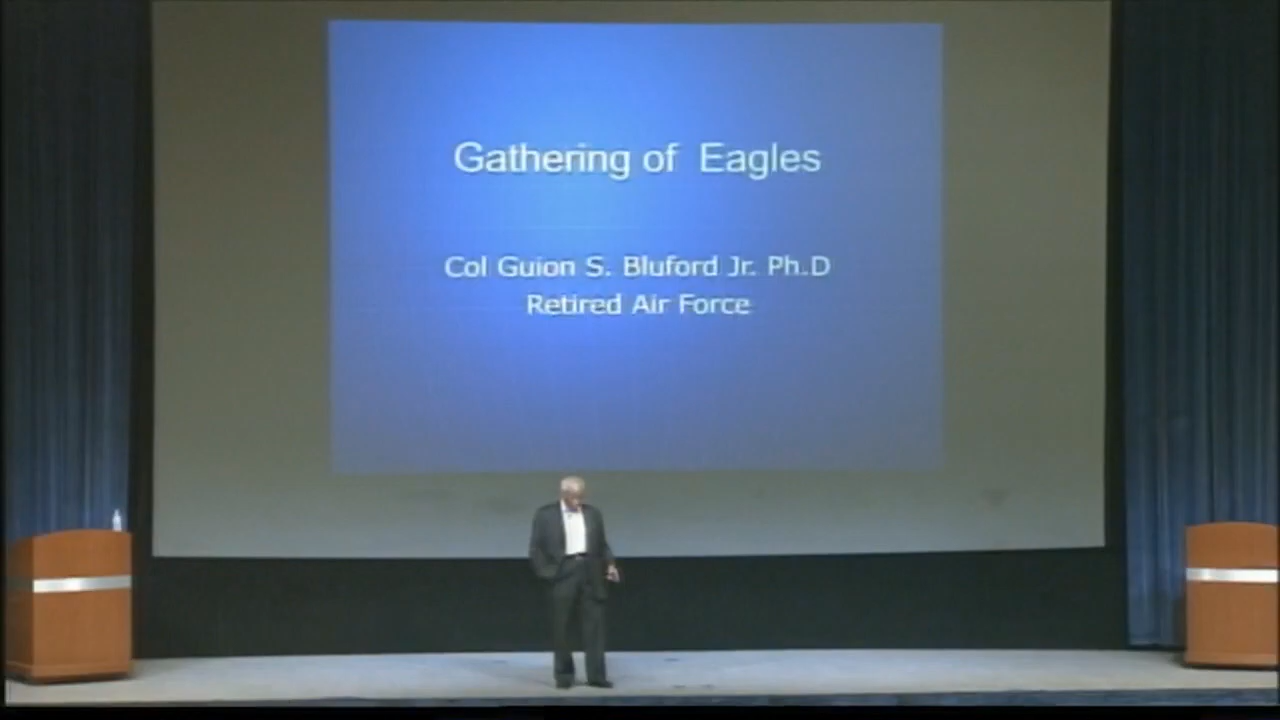 Gathering of Eagles
Col Guion S. Bluford Jr. Ph.D
Retired Air Force